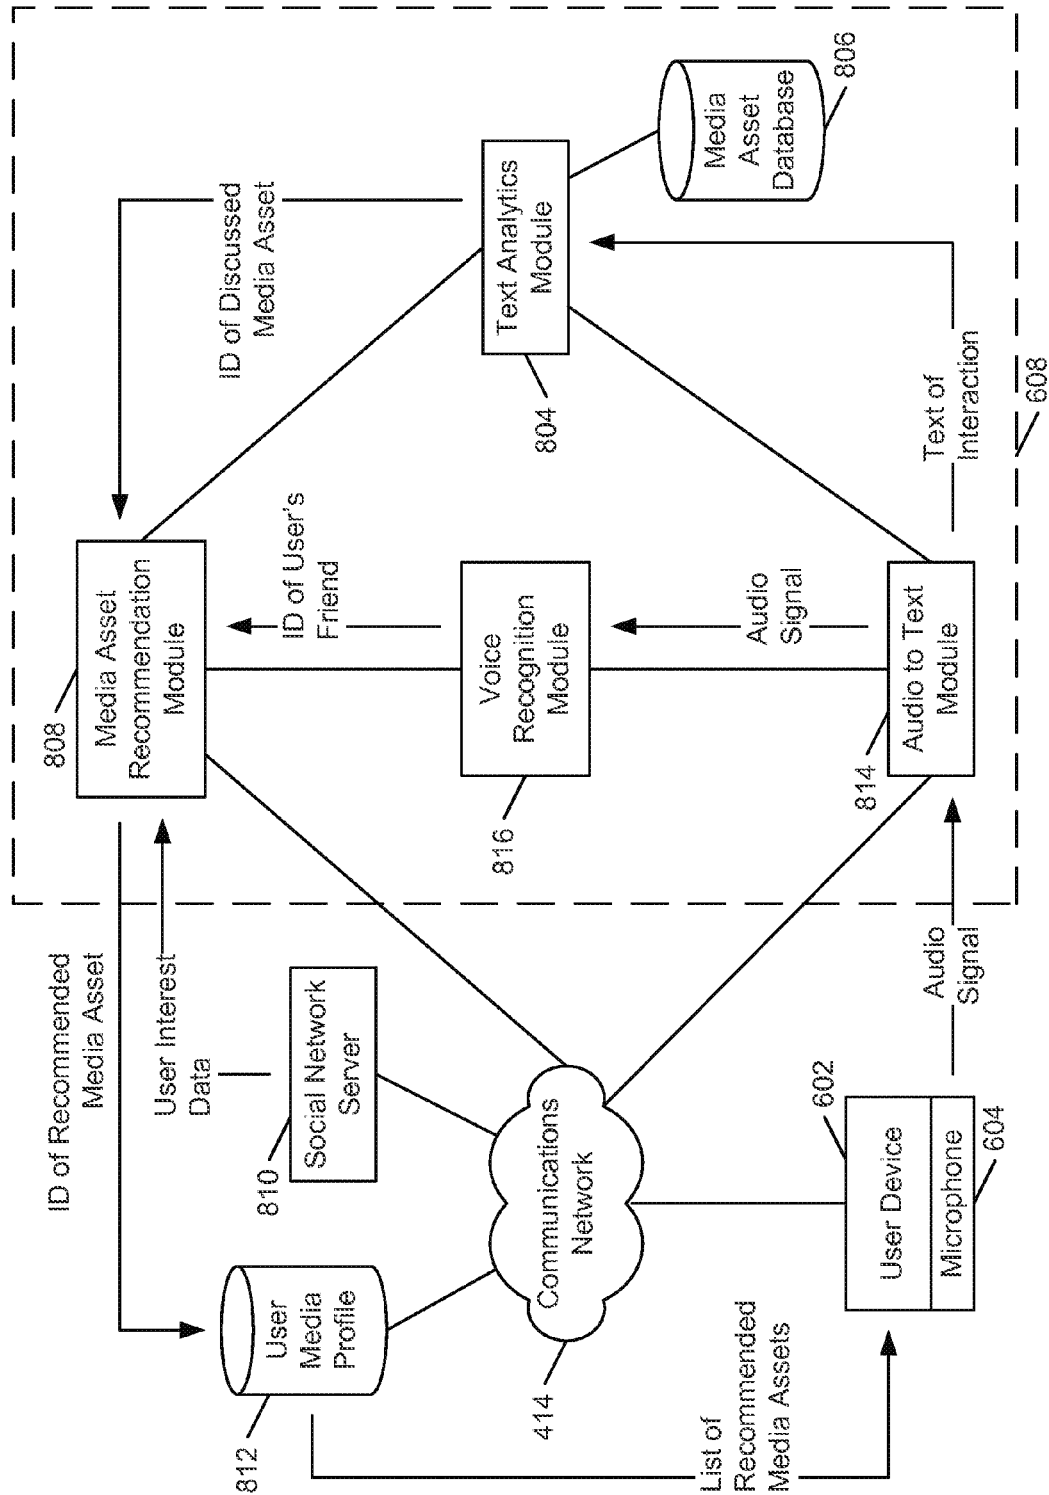 ID of Recommended
Media Asset
808
Media Asset
Recommendation
Module
ID of Discussed
Media Asset
User Interest
Data
812
User
Media
Profile
810
Social Network
Server
ID of User's
Friend
816
Voice
Recognition
Module
804
Text Analytics
Module
Media
Asset
Database
806
414
Communications
Network
Audio
Signal
List of
Recommended
Media Assets
602
User Device
Microphone
604
Audio
Signal
814
Audio to Text
Module
Text of
Interaction
608